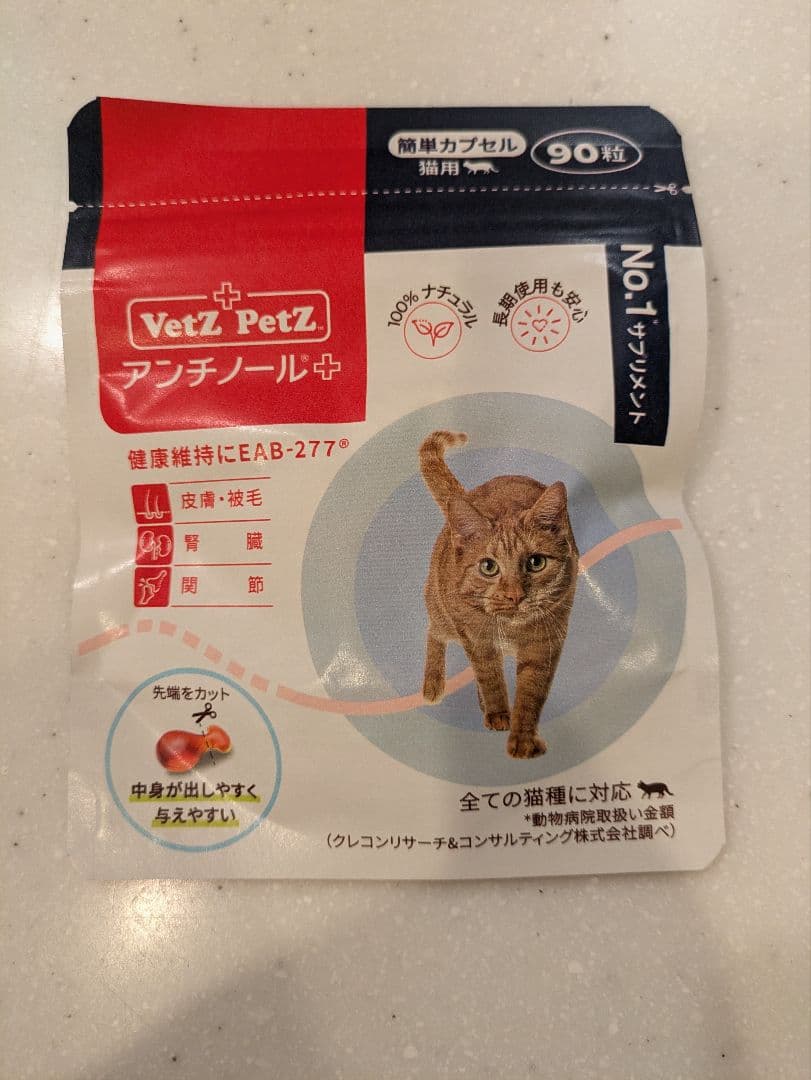 簡単カプセル
猫用
90粒
VetZ PetZ™
アンチノール®+
100% ナチュラル
長期使用も安心
No.1*サプリメント
健康維持にEAB-277®
皮膚・被毛
腎臓
関節
先端をカット
中身が出しやすく
与えやすい
全ての猫種に対応
*動物病院取扱い金額
(クレコンリサーチ&コンサルティング株式会社調べ)